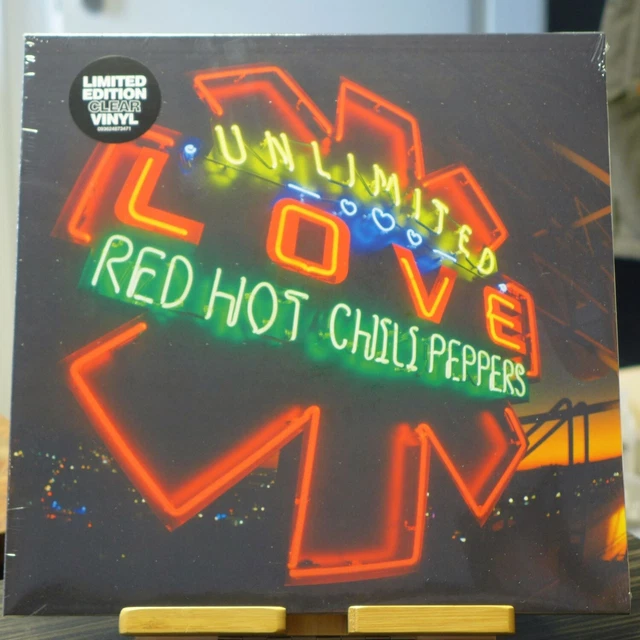 LIMITED
EDITION
CLEAR
VINYL
UNLIMITED
LOVE
RED HOT CHILI PEPPERS